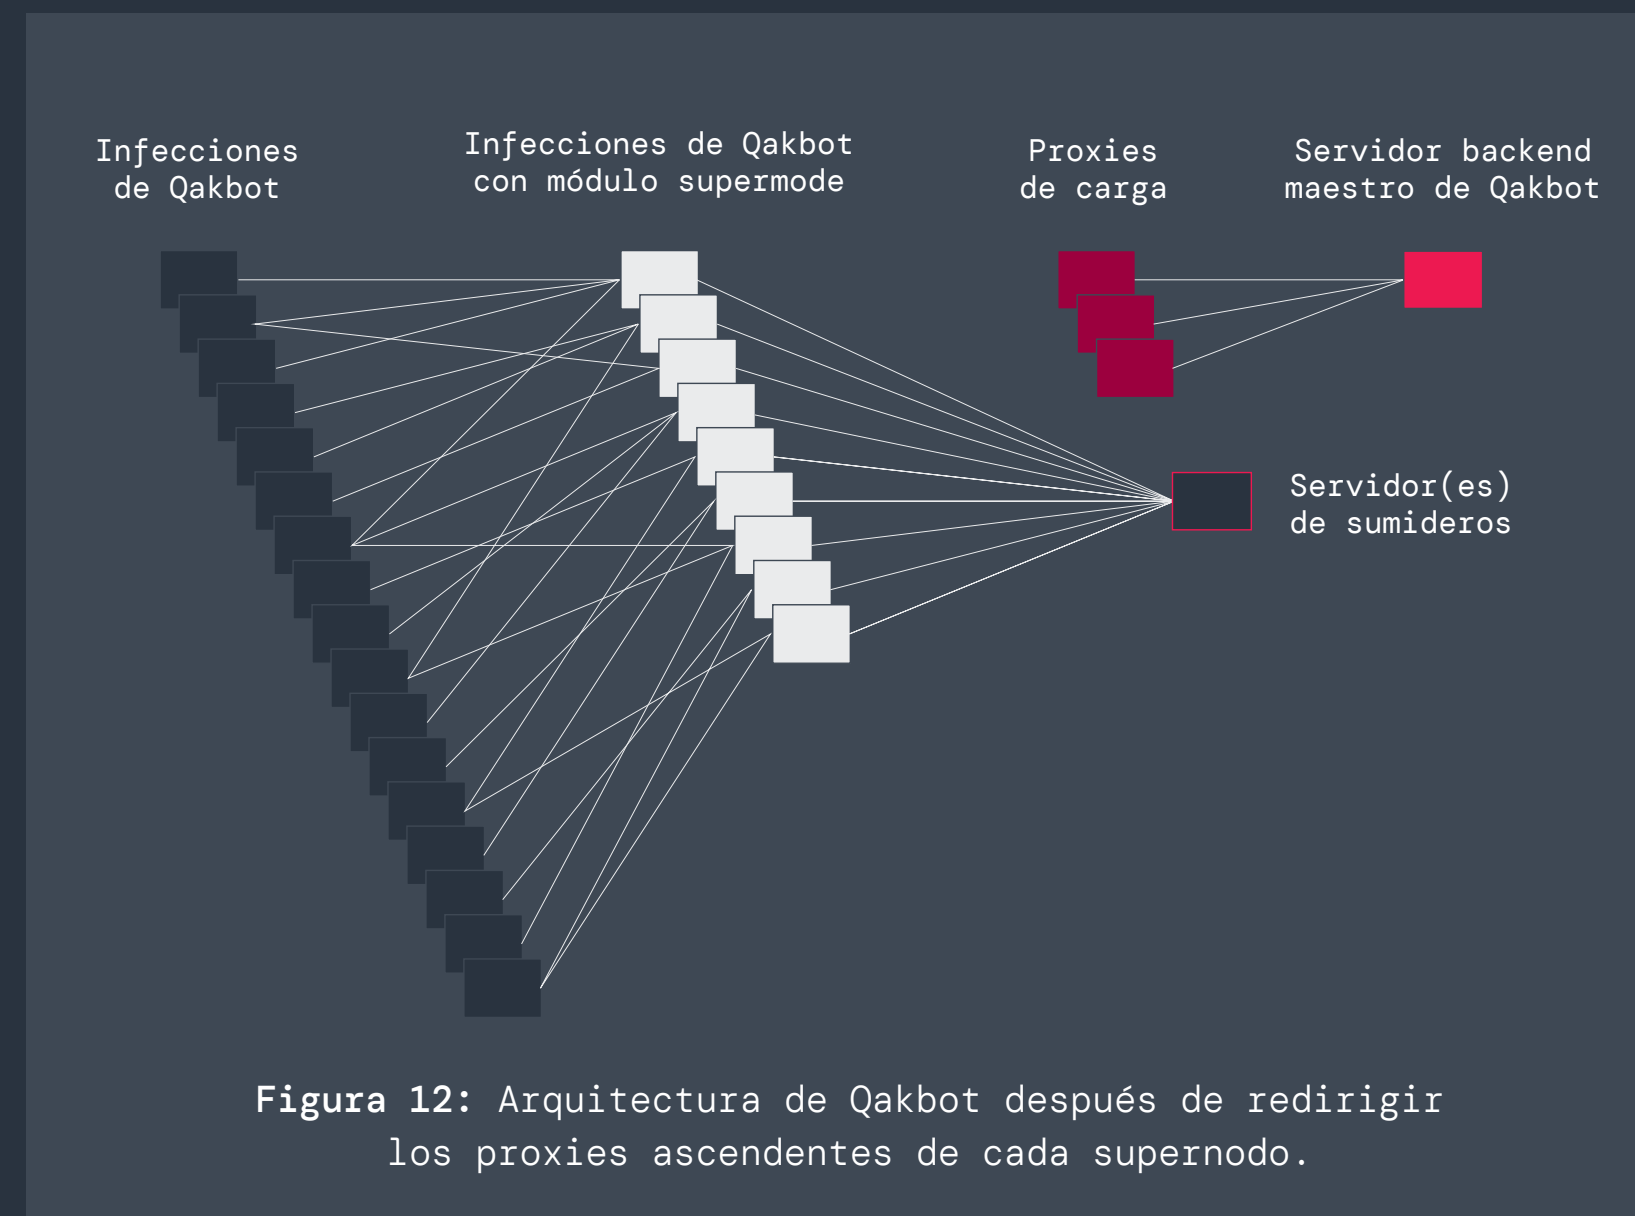 Infecciones
de Qakbot
Infecciones de Qakbot
con módulo supermode
Proxies
de carga
Servidor backend
maestro de Qakbot
Servidor(es)
de sumideros
Figura 12: Arquitectura de Qakbot después de redirigir
los proxies ascendentes de cada supernodo.